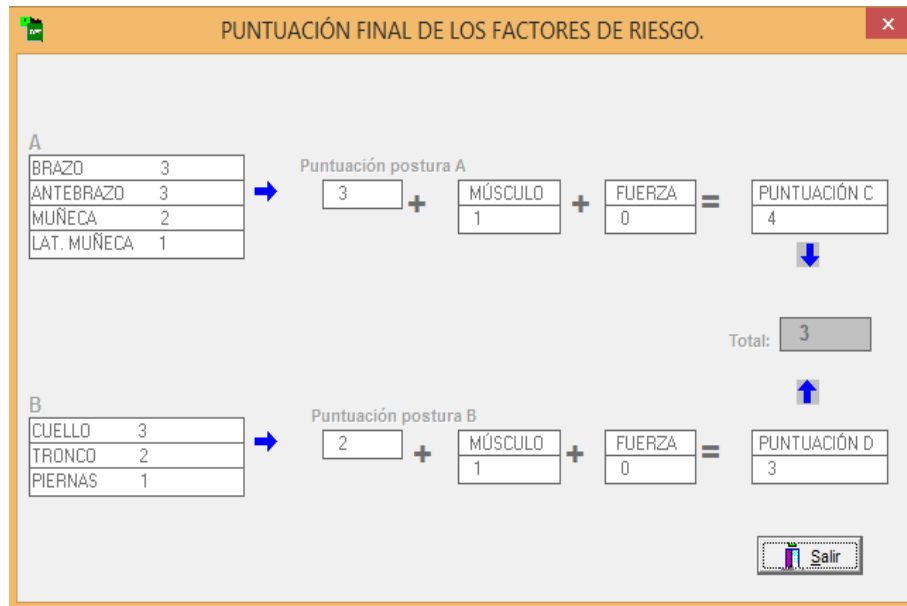 PUNTUACIÓN FINAL DE LOS FACTORES DE RIESGO.
A
BRAZO 3
ANTEBRAZO 3
MUÑECA 2
LAT. MUÑECA 1
Puntuación postura A
3 + MÚSCULO 1 + FUERZA 0 = PUNTUACIÓN C 4
Total: 3
B
CUELLO 3
TRONCO 2
PIERNAS 1
Puntuación postura B
2 + MÚSCULO 1 + FUERZA 0 = PUNTUACIÓN D 3
Salir